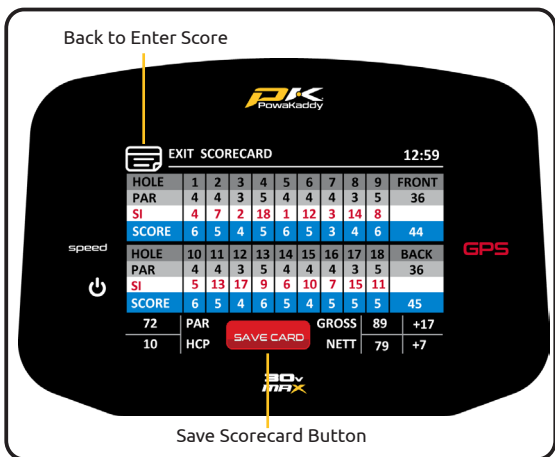 Back to Enter Score
PK
PowaKaddy
EXIT SCORECARD 12:59
HOLE 1 2 3 4 5 6 7 8 9 FRONT
PAR 4 4 3 5 4 4 4 3 5 36
SI 4 7 2 18 1 12 3 14 8
SCORE 6 5 4 5 6 5 3 4 6 44
speed
GPS
HOLE 10 11 12 13 14 15 16 17 18 BACK
PAR 4 4 3 5 4 4 4 3 5 36
SI 5 13 17 9 6 10 7 15 11
SCORE 6 5 4 6 5 4 5 5 5 45
72 PAR GROSS 89 +17
SAVE CARD
10 HCP NETT 79 +7
30v
MAX
Save Scorecard Button